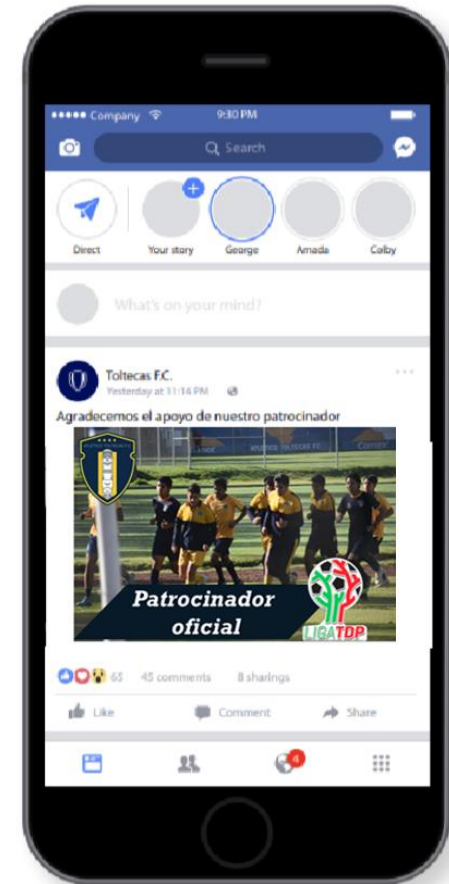 Company
9:30 PM
Search
Direct
Your story
George
Amada
Colby
What's on your mind?
Toltecas F.C.
Yesterday at 11:14 PM
Agradecemos el apoyo de nuestro patrocinador
Patrocinador
oficial
LIGATDP
65
45 comments
8 sharings
Like
Comment
Share
4